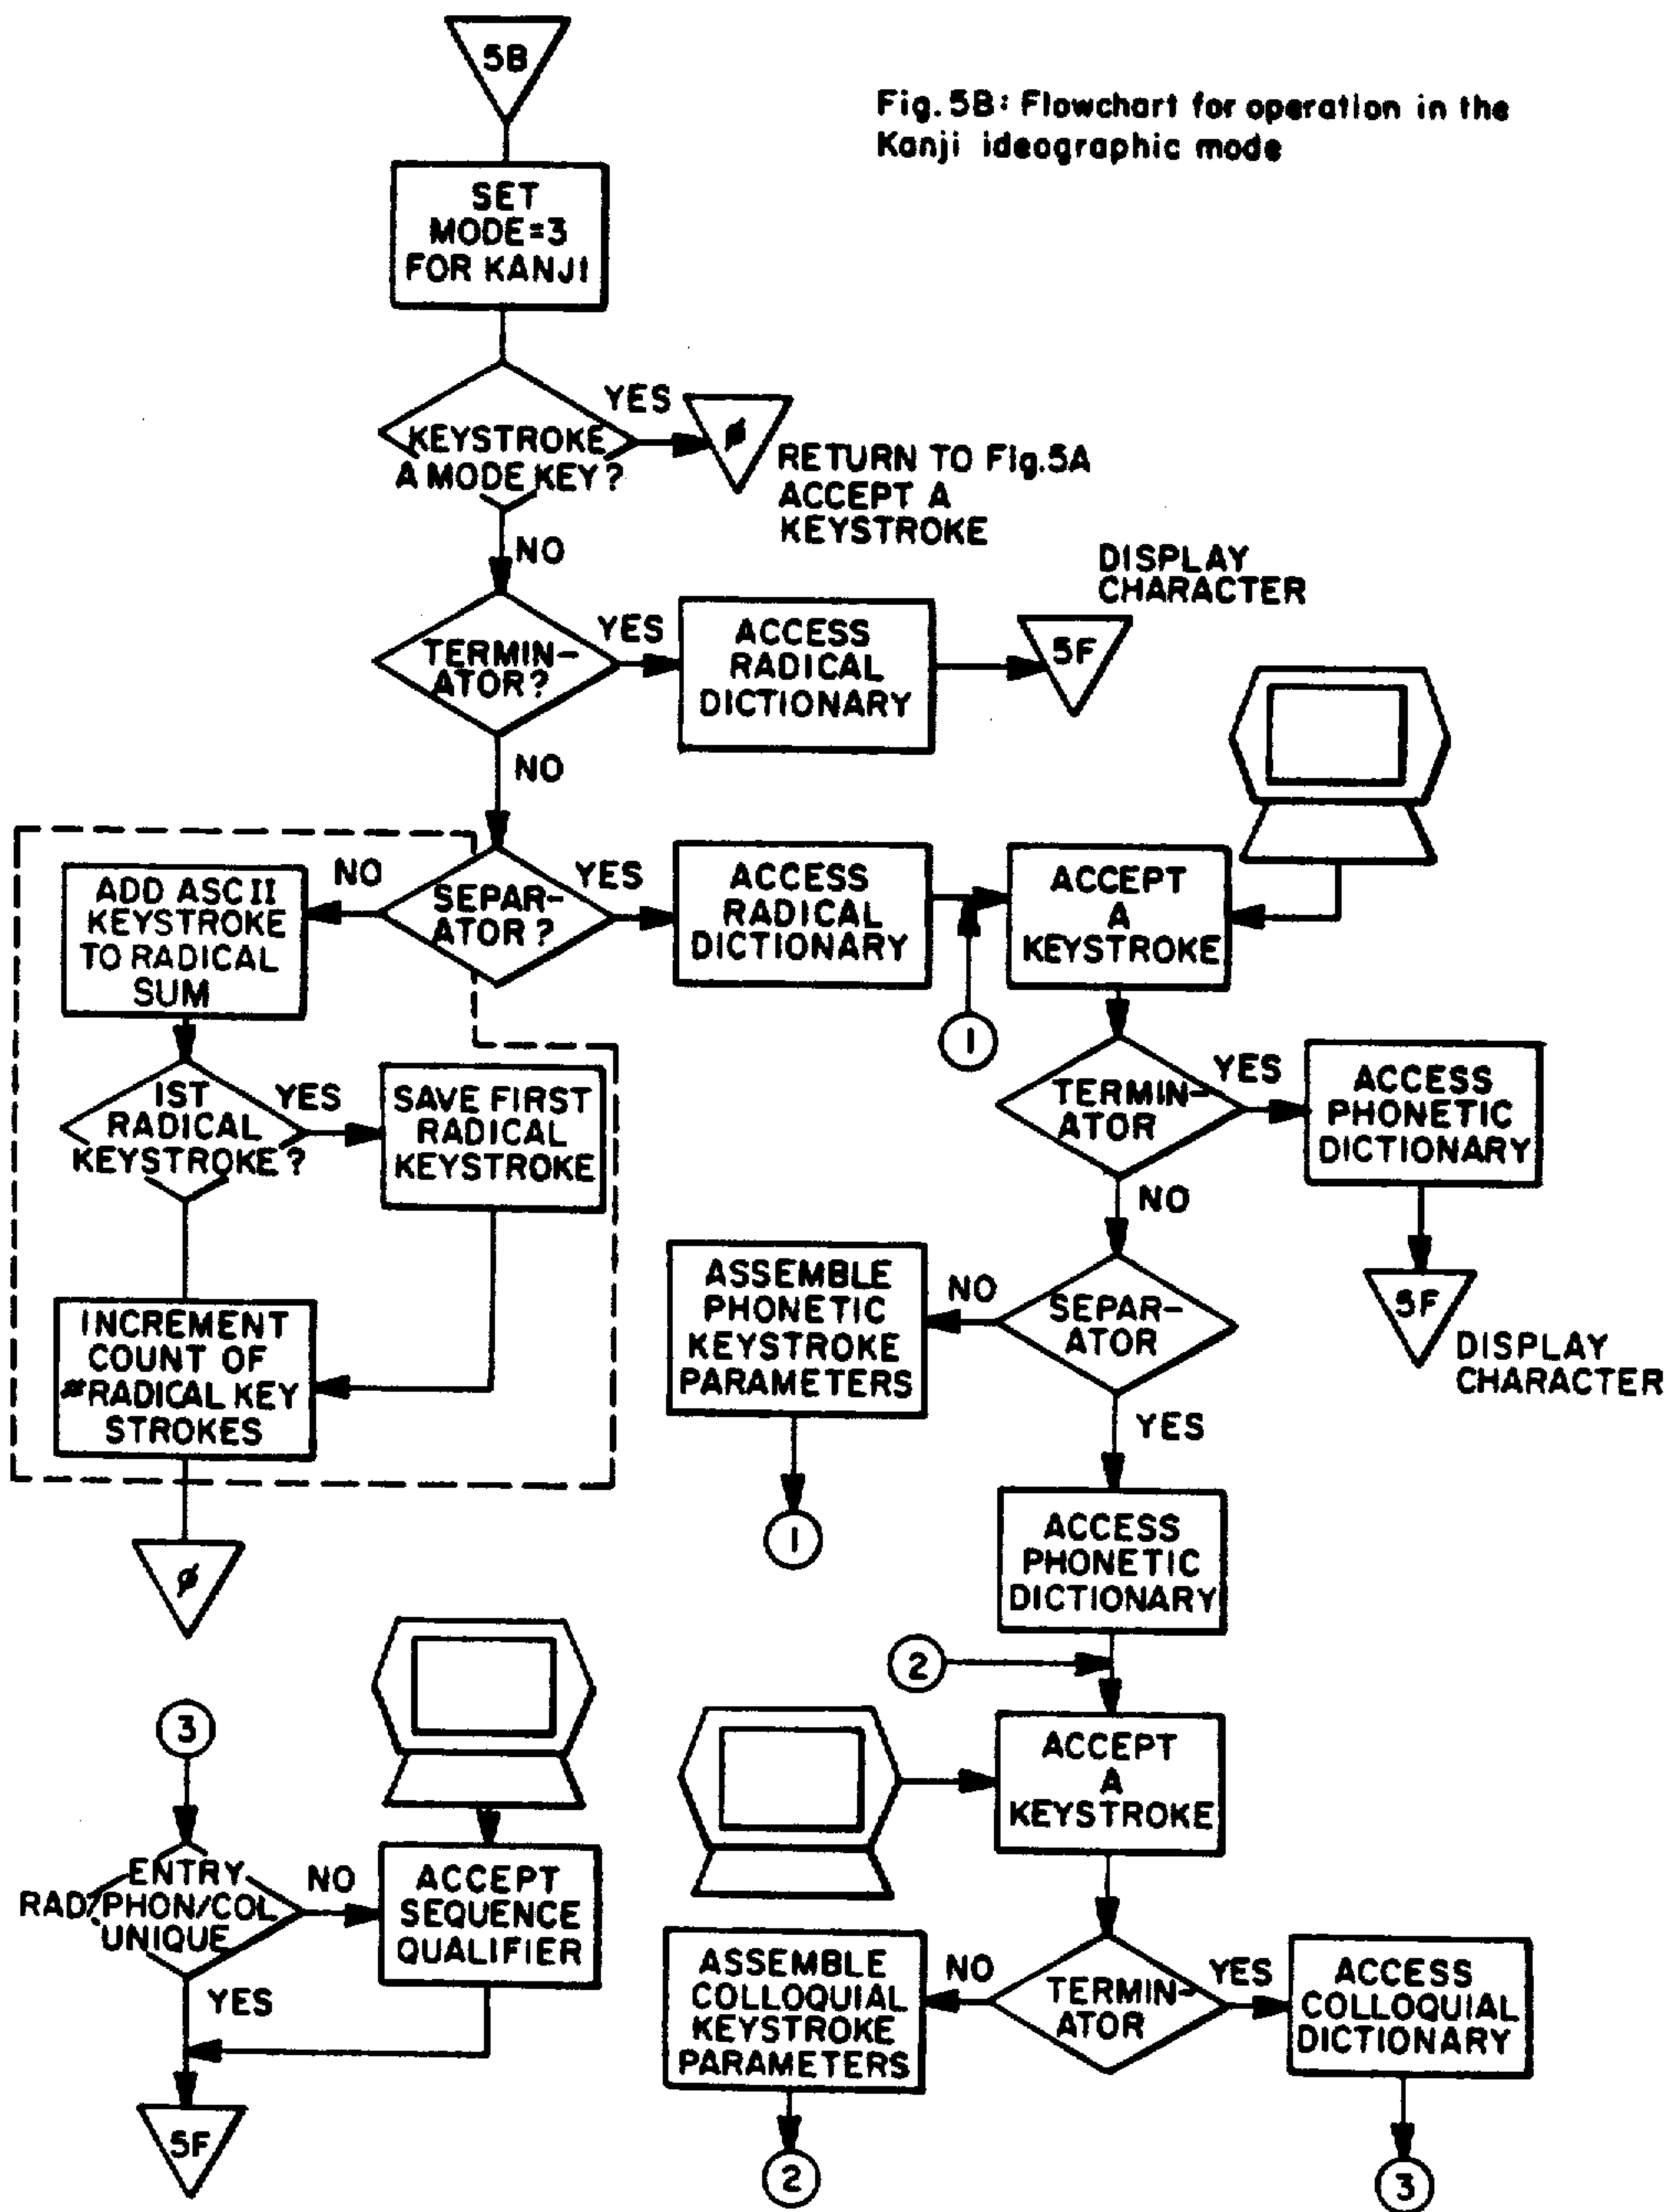 5B
Fig. 5B: Flowchart for operation in the
Kanji ideographic mode
SET
MODE=3
FOR KANJI
KEYSTROKE
A MODE KEY?
YES
ø
RETURN TO Fig.5A
ACCEPT A
KEYSTROKE
NO
TERMIN-
ATOR?
YES
ACCESS
RADICAL
DICTIONARY
DISPLAY
CHARACTER
5F
NO
SEPAR-
ATOR?
NO
ADD ASCII
KEYSTROKE
TO RADICAL
SUM
YES
ACCESS
RADICAL
DICTIONARY
1
ACCEPT
A
KEYSTROKE
IST
RADICAL
KEYSTROKE?
YES
SAVE FIRST
RADICAL
KEYSTROKE
INCREMENT
COUNT OF
#RADICAL KEY
STROKES
ø
TERMIN-
ATOR
YES
ACCESS
PHONETIC
DICTIONARY
5F
DISPLAY
CHARACTER
NO
SEPAR-
ATOR
NO
ASSEMBLE
PHONETIC
KEYSTROKE
PARAMETERS
1
YES
ACCESS
PHONETIC
DICTIONARY
2
ACCEPT
A
KEYSTROKE
TERMIN-
ATOR
NO
ASSEMBLE
COLLOQUIAL
KEYSTROKE
PARAMETERS
2
YES
ACCESS
COLLOQUIAL
DICTIONARY
3
3
ENTRY
RAD/PHON/COL
UNIQUE
NO
ACCEPT
SEQUENCE
QUALIFIER
YES
5F